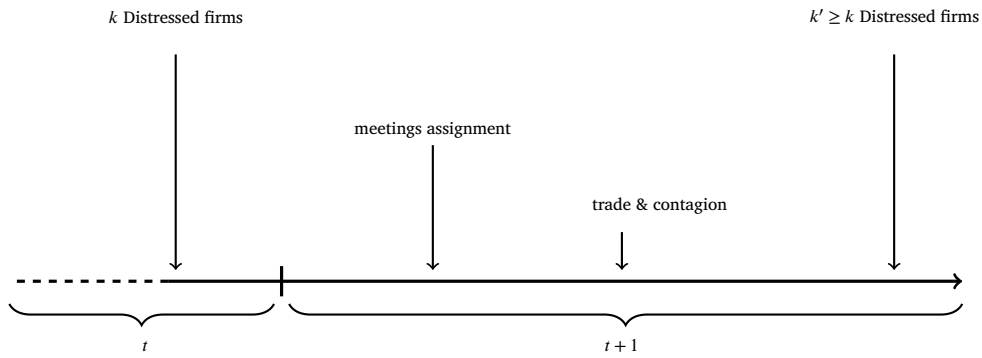 k Distressed firms
k′ ≥ k Distressed firms
meetings assignment
trade & contagion
t
t + 1